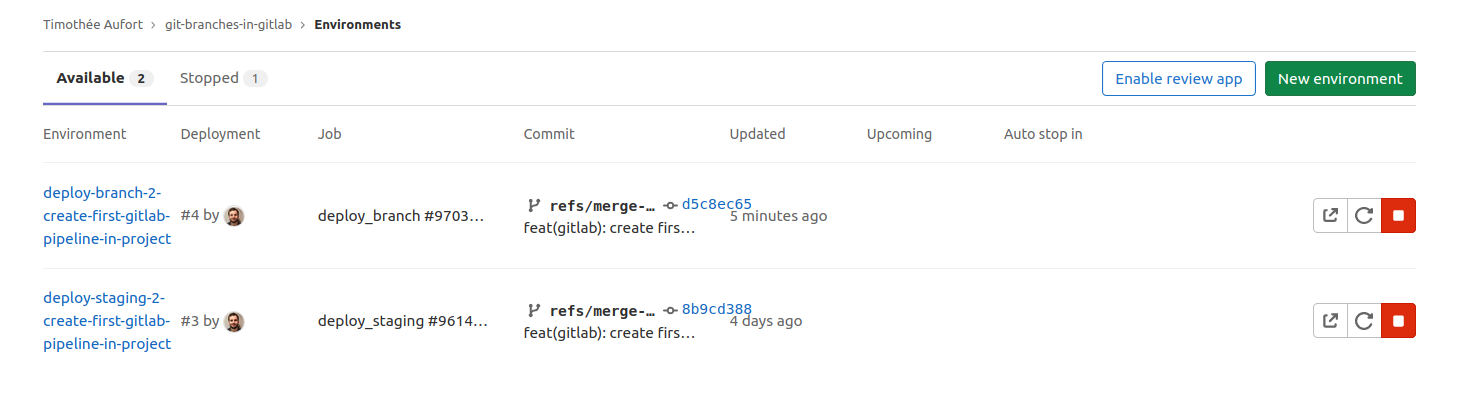 Timothée Aufort > git-branches-in-gitlab > Environments
Available 2 Stopped 1 Enable review app New environment
Environment Deployment Job Commit Updated Upcoming Auto stop in
deploy-branch-2-
create-first-gitlab-
pipeline-in-project
#4 by
deploy_branch #9703…
refs/merge-… d5c8ec65
feat(gitlab): create firs…
5 minutes ago
deploy-staging-2-
create-first-gitlab-
pipeline-in-project
#3 by
deploy_staging #9614…
refs/merge-… 8b9cd388
feat(gitlab): create firs…
4 days ago